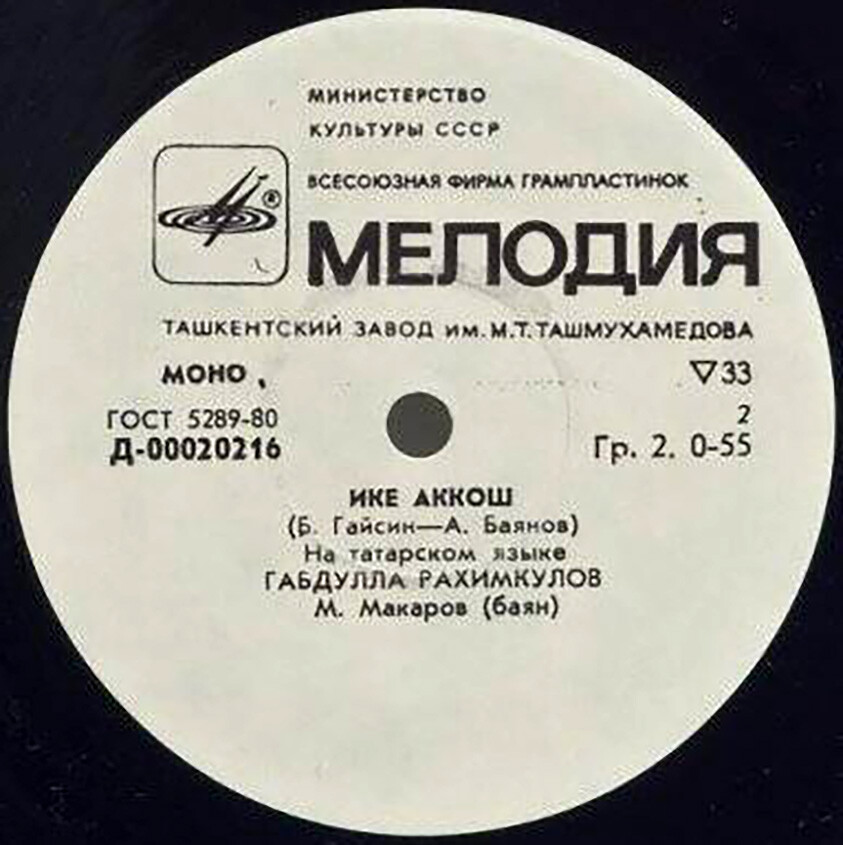 МИНИСТЕРСТВО
КУЛЬТУРЫ СССР
ВСЕСОЮЗНАЯ ФИРМА ГРАМПЛАСТИНОК
®
МЕЛОДИЯ
ТАШКЕНТСКИЙ ЗАВОД им. М.Т. ТАШМУХАМЕДОВА
МОНО ▽33
ГОСТ 5289-80 2
Д-00020216 Гр. 2. 0-55
ИКЕ АККОШ
(Б. Гайсин—А. Баянов)
На татарском языке
ГАБДУЛЛА РАХИМКУЛОВ
М. Макаров (баян)